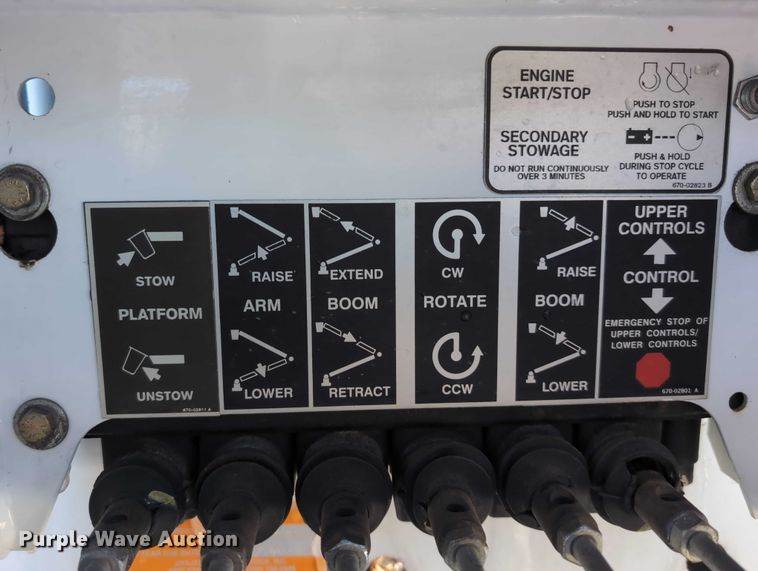 ENGINE
START/STOP
PUSH TO STOP
PUSH AND HOLD TO START
SECONDARY
STOWAGE
DO NOT RUN CONTINUOUSLY
OVER 3 MINUTES
PUSH & HOLD
DURING STOP CYCLE
TO OPERATE
670-02823 B
STOW
PLATFORM
UNSTOW
670-02811 A
RAISE
ARM
LOWER
EXTEND
BOOM
RETRACT
CW
ROTATE
CCW
RAISE
BOOM
LOWER
UPPER
CONTROLS
CONTROL
EMERGENCY STOP OF
UPPER CONTROLS/
LOWER CONTROLS
670-02801 A
Purple Wave Auction